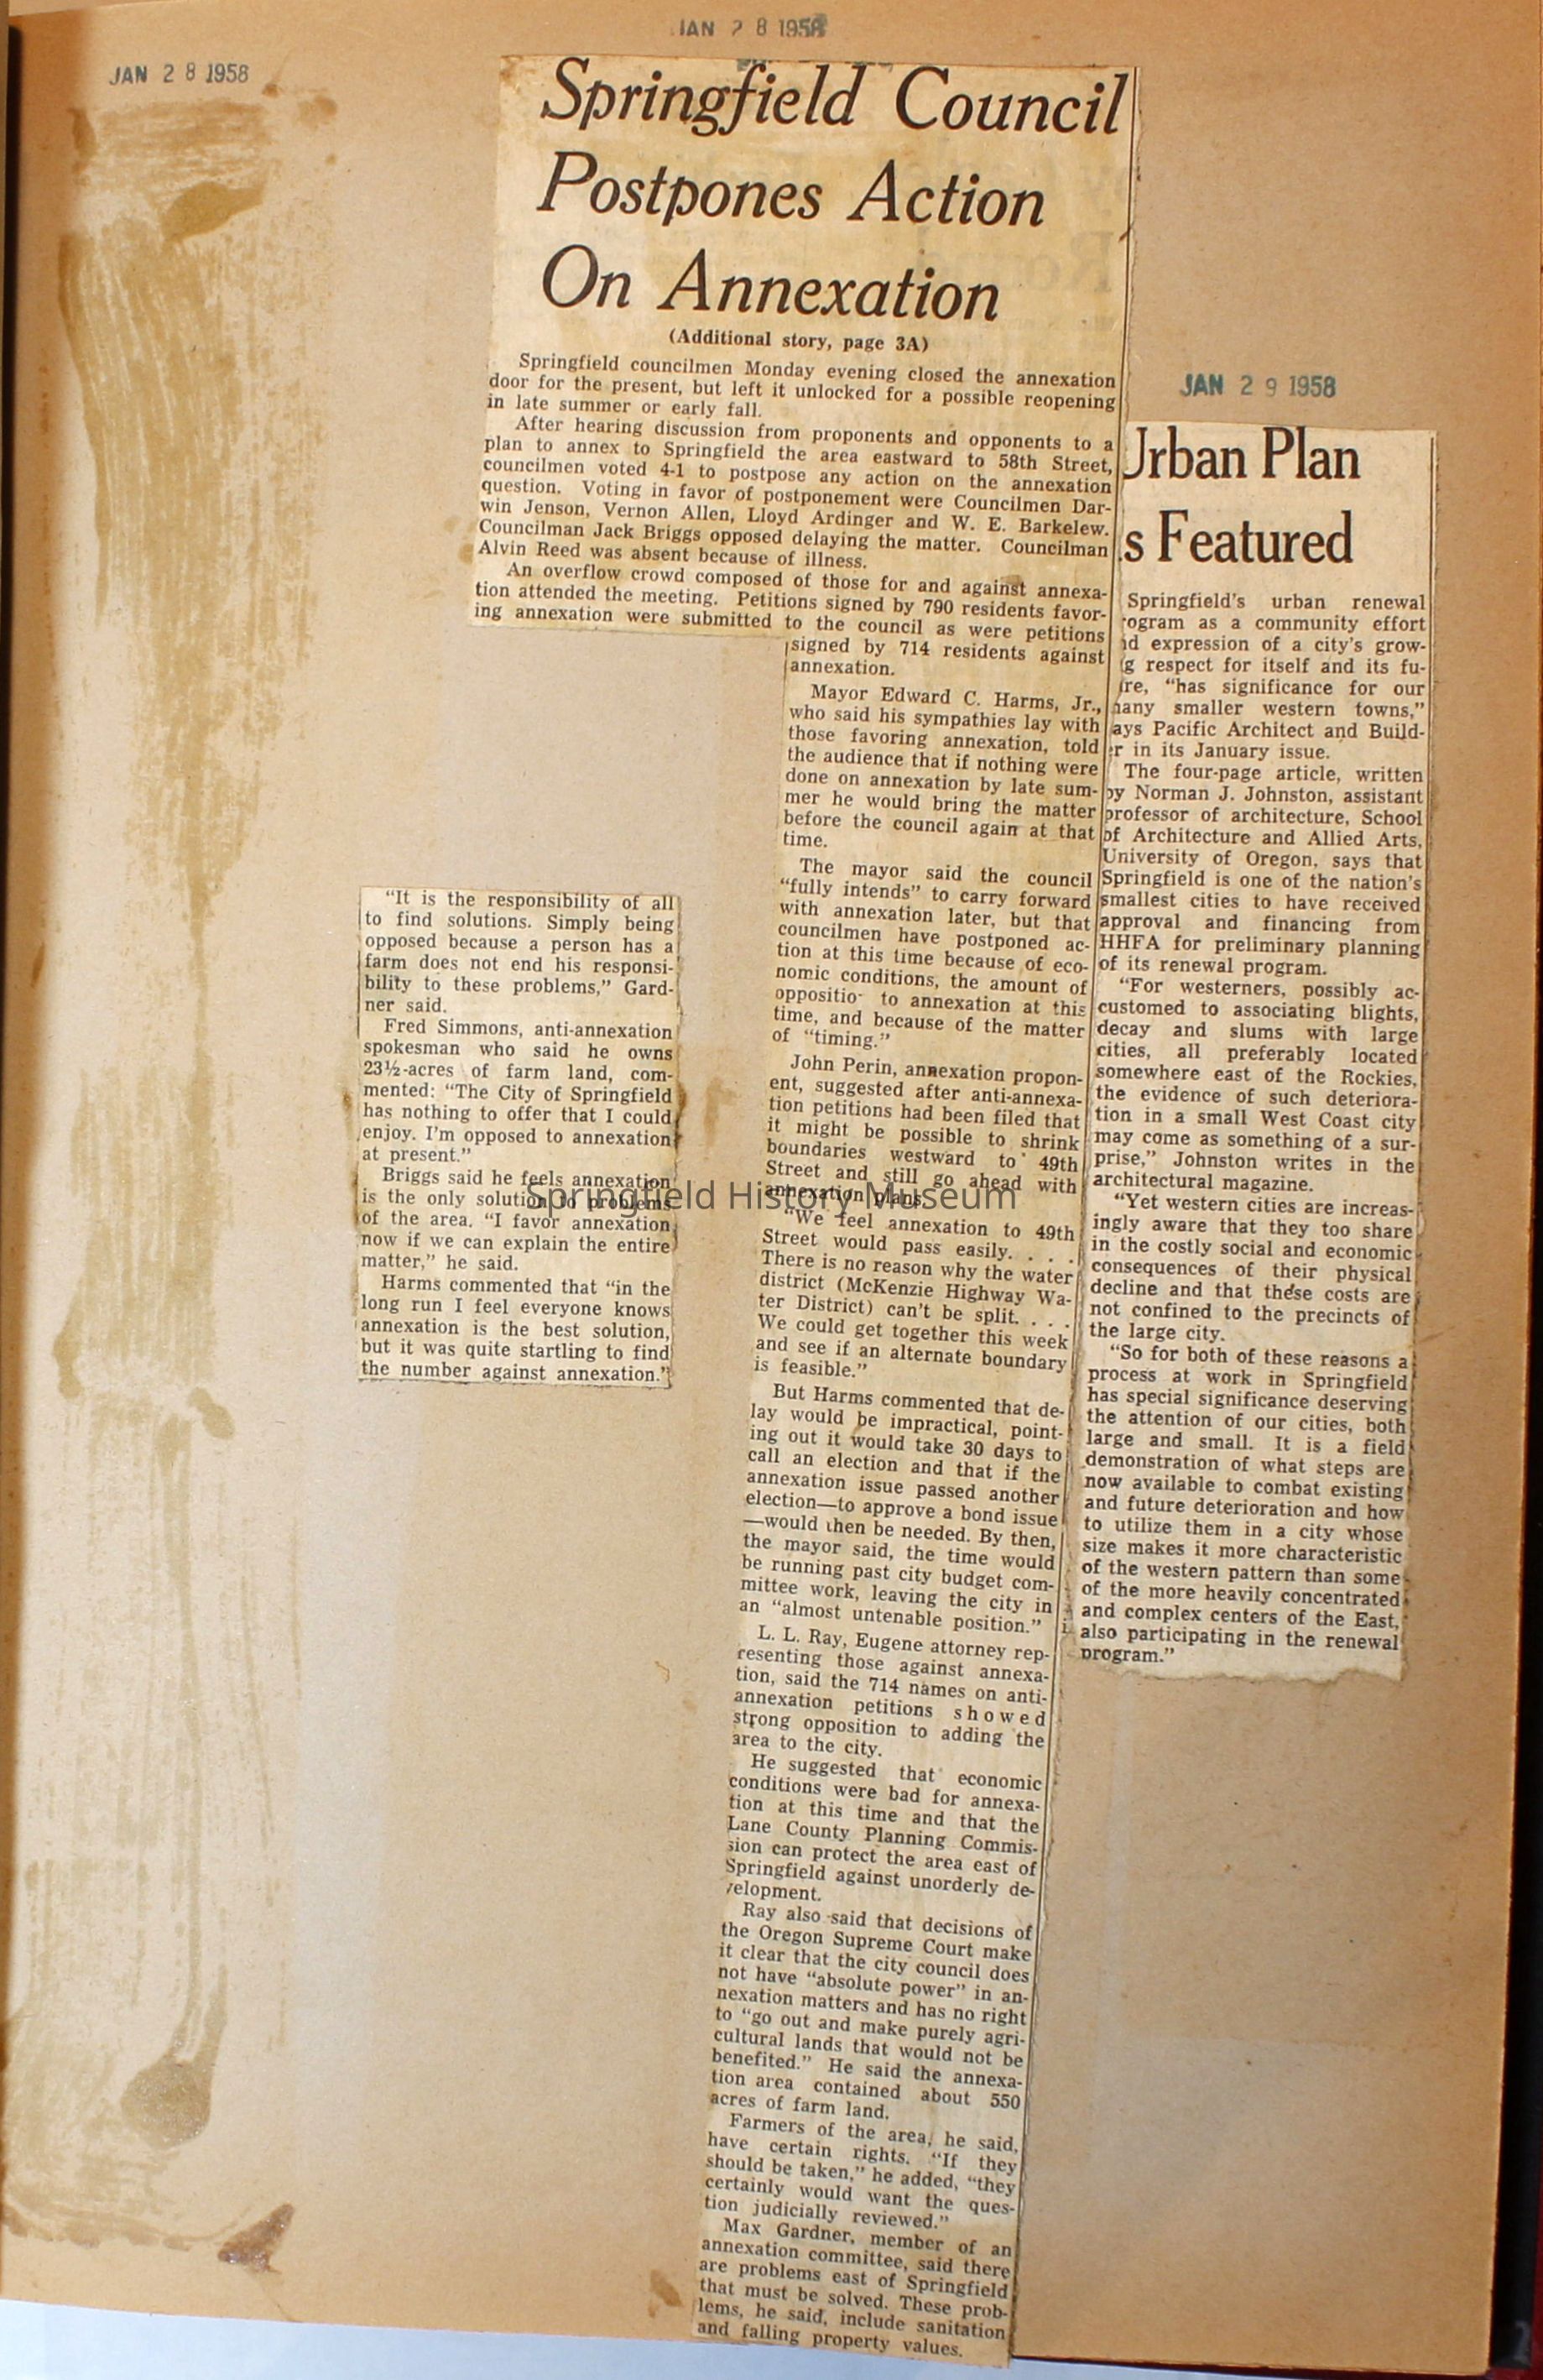 JAN 28 1958
JAN 28 1958
Springfield Council
Postpones Action
On Annexation
(Additional story, page 3A)
Springfield councilmen Monday evening closed the annexation
door for the present, but left it unlocked for a possible reopening
in late summer or early fall.
After hearing discussion from proponents and opponents to a
plan to annex to Springfield the area eastward to 58th Street,
councilmen voted 4-1 to postpose any action on the annexation
question. Voting in favor of postponement were Councilmen Dar-
win Jenson, Vernon Allen, Lloyd Ardinger and W. E. Barkelew.
Councilman Jack Briggs opposed delaying the matter. Councilman
Alvin Reed was absent because of illness.
An overflow crowd composed of those for and against annexa-
tion attended the meeting. Petitions signed by 790 residents favor-
ing annexation were submitted to the council as were petitions
signed by 714 residents against
annexation.
Mayor Edward C. Harms, Jr.,
who said his sympathies lay with
those favoring annexation, told
the audience that if nothing were
done on annexation by late sum-
mer he would bring the matter
before the council again at that
time.
The mayor said the council
"fully intends" to carry forward
with annexation later, but that
councilmen have postponed ac-
tion at this time because of eco-
nomic conditions, the amount of
oppositio to annexation at this
time, and because of the matter
of "timing."
John Perin, annexation propon-
ent, suggested after anti-annexa-
tion petitions had been filed that
it might be possible to shrink
boundaries westward to 49th
Street and still go ahead with
annexation plans.
"We feel annexation to 49th
Street would pass easily. . . .
There is no reason why the water
district (McKenzie Highway Wa-
ter District) can't be split. . . .
We could get together this week
and see if an alternate boundary
is feasible."
But Harms commented that de-
lay would be impractical, point-
ing out it would take 30 days to
call an election and that if the
annexation issue passed another
election—to approve a bond issue
—would then be needed. By then,
the mayor said, the time would
be running past city budget com-
mittee work, leaving the city in
an "almost untenable position."
L. L. Ray, Eugene attorney rep-
resenting those against annexa-
tion, said the 714 names on anti-
annexation petitions showed
strong opposition to adding the
area to the city.
He suggested that economic
conditions were bad for annexa-
tion at this time and that the
Lane County Planning Commis-
sion can protect the area east of
Springfield against unorderly de-
velopment.
Ray also said that decisions of
the Oregon Supreme Court make
it clear that the city council does
not have "absolute power" in an-
nexation matters and has no right
to "go out and make purely agri-
cultural lands that would not be
benefited." He said the annexa-
tion area contained about 550
acres of farm land.
Farmers of the area, he said,
have certain rights. "If they
should be taken," he added, "they
certainly would want the ques-
tion judicially reviewed."
Max Gardner, member of an
annexation committee, said there
are problems east of Springfield
that must be solved. These prob-
lems, he said, include sanitation
and falling property values.
"It is the responsibility of all
to find solutions. Simply being
opposed because a person has a
farm does not end his responsi-
bility to these problems," Gard-
ner said.
Fred Simmons, anti-annexation
spokesman who said he owns
23½-acres of farm land, com-
mented: "The City of Springfield
has nothing to offer that I could
enjoy. I'm opposed to annexation
at present."
Briggs said he feels annexation
is the only solution to problems
of the area. "I favor annexation
now if we can explain the entire
matter," he said.
Harms commented that "in the
long run I feel everyone knows
annexation is the best solution,
but it was quite startling to find
the number against annexation."
JAN 29 1958
Urban Plan
s Featured
Springfield's urban renewal
rogram as a community effort
nd expression of a city's grow-
g respect for itself and its fu-
ure, "has significance for our
many smaller western towns,"
ays Pacific Architect and Build-
er in its January issue.
The four-page article, written
by Norman J. Johnston, assistant
professor of architecture, School
of Architecture and Allied Arts,
University of Oregon, says that
Springfield is one of the nation's
smallest cities to have received
approval and financing from
HHFA for preliminary planning
of its renewal program.
"For westerners, possibly ac-
customed to associating blights,
decay and slums with large
cities, all preferably located
somewhere east of the Rockies,
the evidence of such deteriora-
tion in a small West Coast city
may come as something of a sur-
prise," Johnston writes in the
architectural magazine.
"Yet western cities are increas-
ingly aware that they too share
in the costly social and economic
consequences of their physical
decline and that these costs are
not confined to the precincts of
the large city.
"So for both of these reasons a
process at work in Springfield
has special significance deserving
the attention of our cities, both
large and small. It is a field
demonstration of what steps are
now available to combat existing
and future deterioration and how
to utilize them in a city whose
size makes it more characteristic
of the western pattern than some
of the more heavily concentrated
and complex centers of the East,
also participating in the renewal
program."
Springfield History Museum